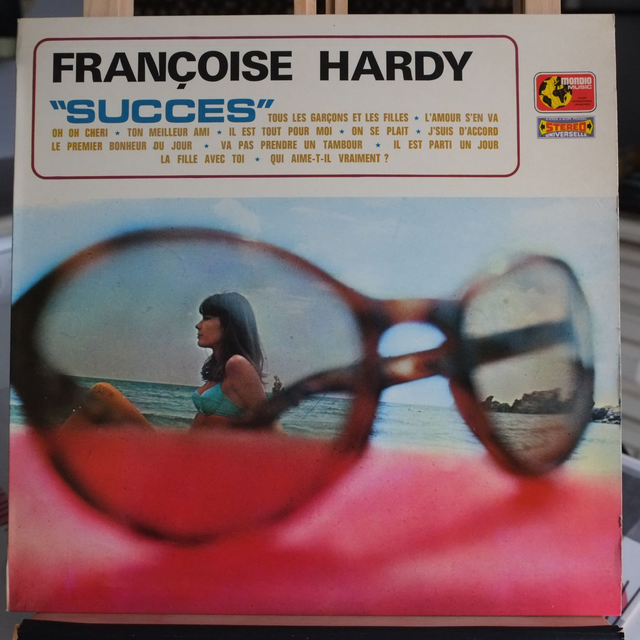 FRANÇOISE HARDY
"SUCCES" TOUS LES GARÇONS ET LES FILLES ★ L'AMOUR S'EN VA
OH OH CHERI ★ TON MEILLEUR AMI ★ IL EST TOUT POUR MOI ★ ON SE PLAIT ★ J'SUIS D'ACCORD
LE PREMIER BONHEUR DU JOUR ★ VA PAS PRENDRE UN TAMBOUR ★ IL EST PARTI UN JOUR
LA FILLE AVEC TOI ★ QUI AIME-T-IL VRAIMENT ?
MONDIO
MUSIC
STEREO
UNIVERSELLE